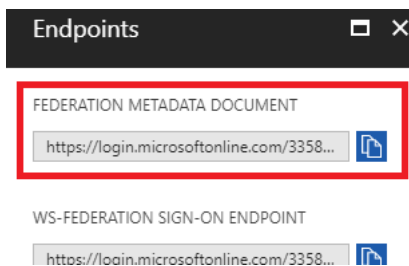 Endpoints
FEDERATION METADATA DOCUMENT
https://login.microsoftonline.com/3358...
WS-FEDERATION SIGN-ON ENDPOINT
https://login.microsoftonline.com/3358...